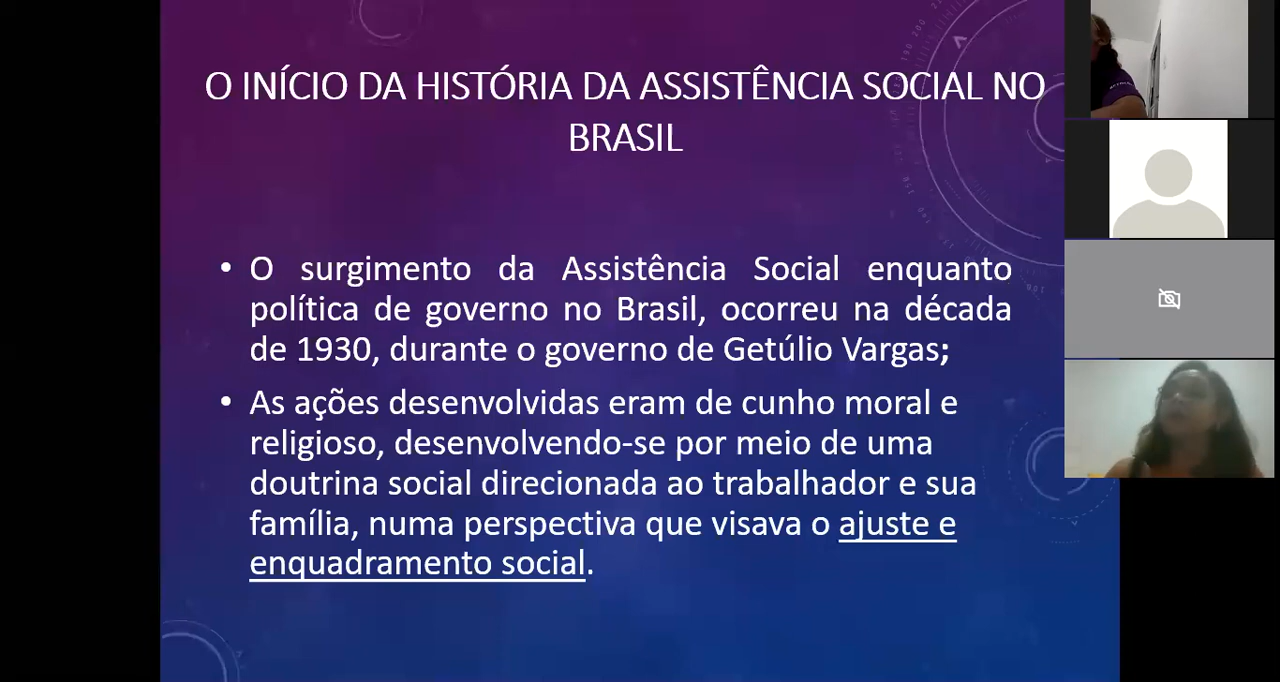 O INÍCIO DA HISTÓRIA DA ASSISTÊNCIA SOCIAL NO
BRASIL
• O surgimento da Assistência Social enquanto
política de governo no Brasil, ocorreu na década
de 1930, durante o governo de Getúlio Vargas;
• As ações desenvolvidas eram de cunho moral e
religioso, desenvolvendo-se por meio de uma
doutrina social direcionada ao trabalhador e sua
família, numa perspectiva que visava o ajuste e
enquadramento social.